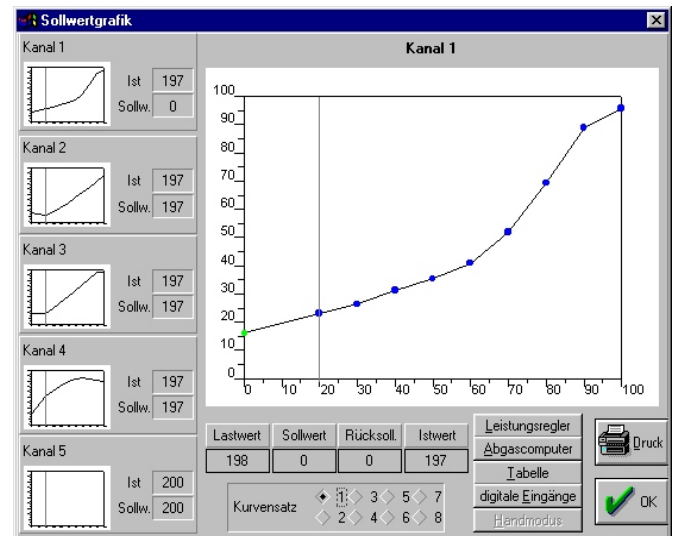 Sollwertgrafik
Kanal 1
Ist 197
Sollw. 0
Kanal 2
Ist 197
Sollw. 197
Kanal 3
Ist 197
Sollw. 197
Kanal 4
Ist 197
Sollw. 197
Kanal 5
Ist 200
Sollw. 200
Kanal 1
100
90
80
70
60
50
40
30
20
10
0
0 10 20 30 40 50 60 70 80 90 100
Lastwert Sollwert Rücksoll. Istwert
198 0 0 197
Kurvensatz
1 3 5 7
2 4 6 8
Leistungsregler
Abgascomputer
Tabelle
digitale Eingänge
Handmodus
Druck
OK